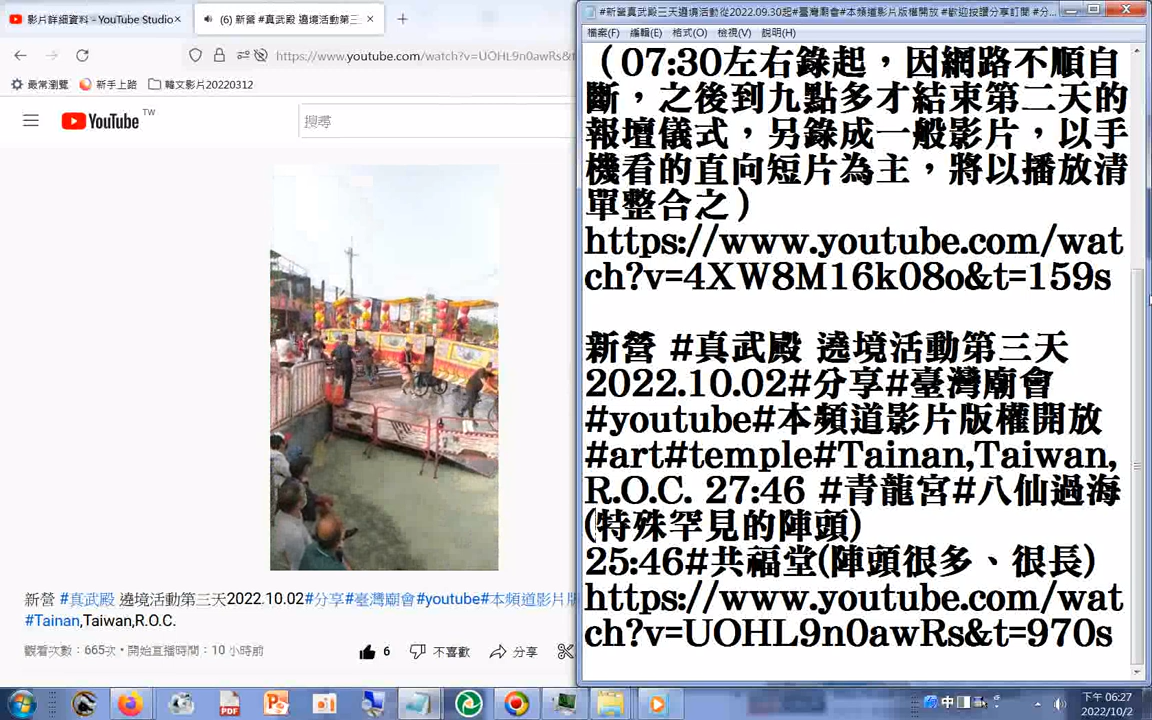 影片詳細資料 - YouTube Studio
(6) 新營 #真武殿 遶境活動第三
https://www.youtube.com/watch?v=UOHL9n0awRs&t
最常瀏覽
新手上路
韓文影片20220312
YouTube
TW
搜尋
新營 #真武殿 遶境活動第三天2022.10.02#分享#臺灣廟會#youtube#本頻道影片版
#Tainan,Taiwan,R.O.C.
觀看次數：665次 • 開始直播時間：10 小時前
6
不喜歡
分享
#新營真武殿三天遶境活動從2022.09.30起#臺灣廟會#本頻道影片版權開放 #歡迎按讚分享訂閱 #分...
檔案(F) 編輯(E) 格式(O) 檢視(V) 說明(H)
（07:30左右錄起，因網路不順自
斷，之後到九點多才結束第二天的
報壇儀式，另錄成一般影片，以手
機看的直向短片為主，將以播放清
單整合之）
https://www.youtube.com/wat
ch?v=4XW8M16k08o&t=159s
新營 #真武殿 遶境活動第三天
2022.10.02#分享#臺灣廟會
#youtube#本頻道影片版權開放
#art#temple#Tainan,Taiwan,
R.O.C. 27:46 #青龍宮#八仙過海
(特殊罕見的陣頭)
25:46#共福堂(陣頭很多、很長)
https://www.youtube.com/wat
ch?v=UOHL9n0awRs&t=970s
中
下午 06:27
2022/10/2